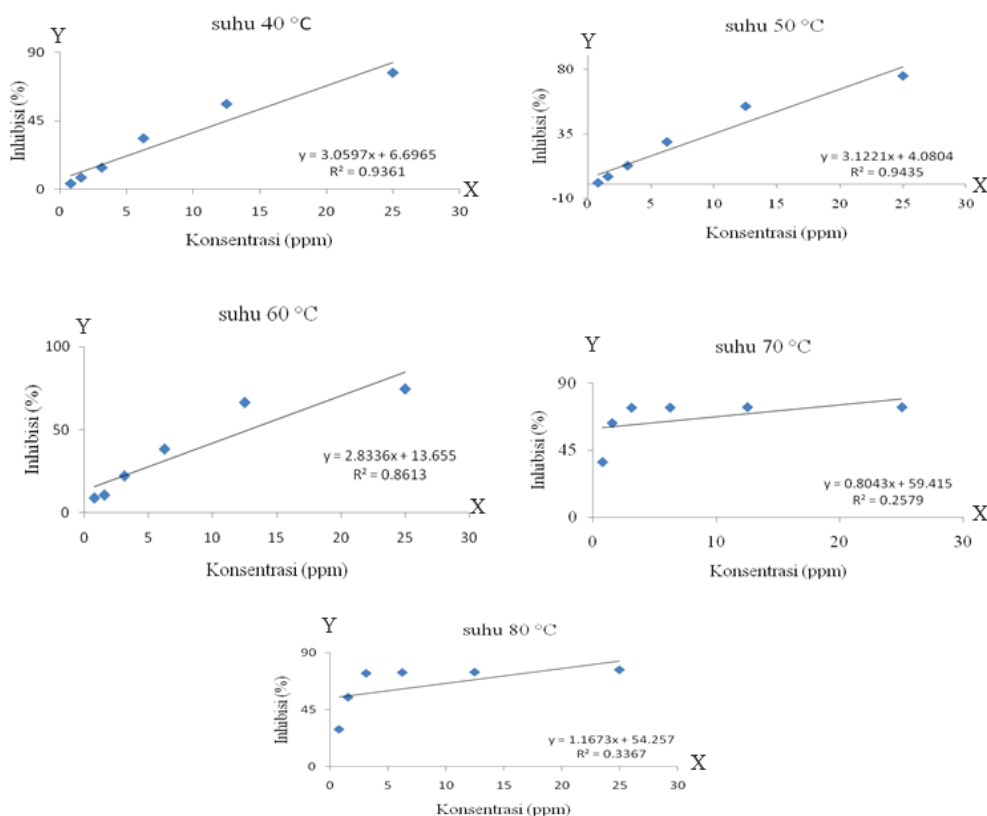 suhu 40 °C
Y
90
45
0
Inhibisi (%)
y = 3.0597x + 6.6965
R² = 0.9361
X
0 5 10 15 20 25 30
Konsentrasi (ppm)
suhu 50 °C
Y
80
35
-10
Inhibisi (%)
y = 3.1221x + 4.0804
R² = 0.9435
X
0 5 10 15 20 25 30
Konsentrasi (ppm)
suhu 60 °C
Y
100
50
0
Inhibisi (%)
y = 2.8336x + 13.655
R² = 0.8613
X
0 5 10 15 20 25 30
Konsentrasi (ppm)
suhu 70 °C
Y
90
45
0
Inhibisi (%)
y = 0.8043x + 59.415
R² = 0.2579
X
0 10 20 30
Konsentrasi (ppm)
suhu 80 °C
Y
90
45
0
Inhibisi (%)
y = 1.1673x + 54.257
R² = 0.3367
X
0 5 10 15 20 25 30
Konsentrasi (ppm)